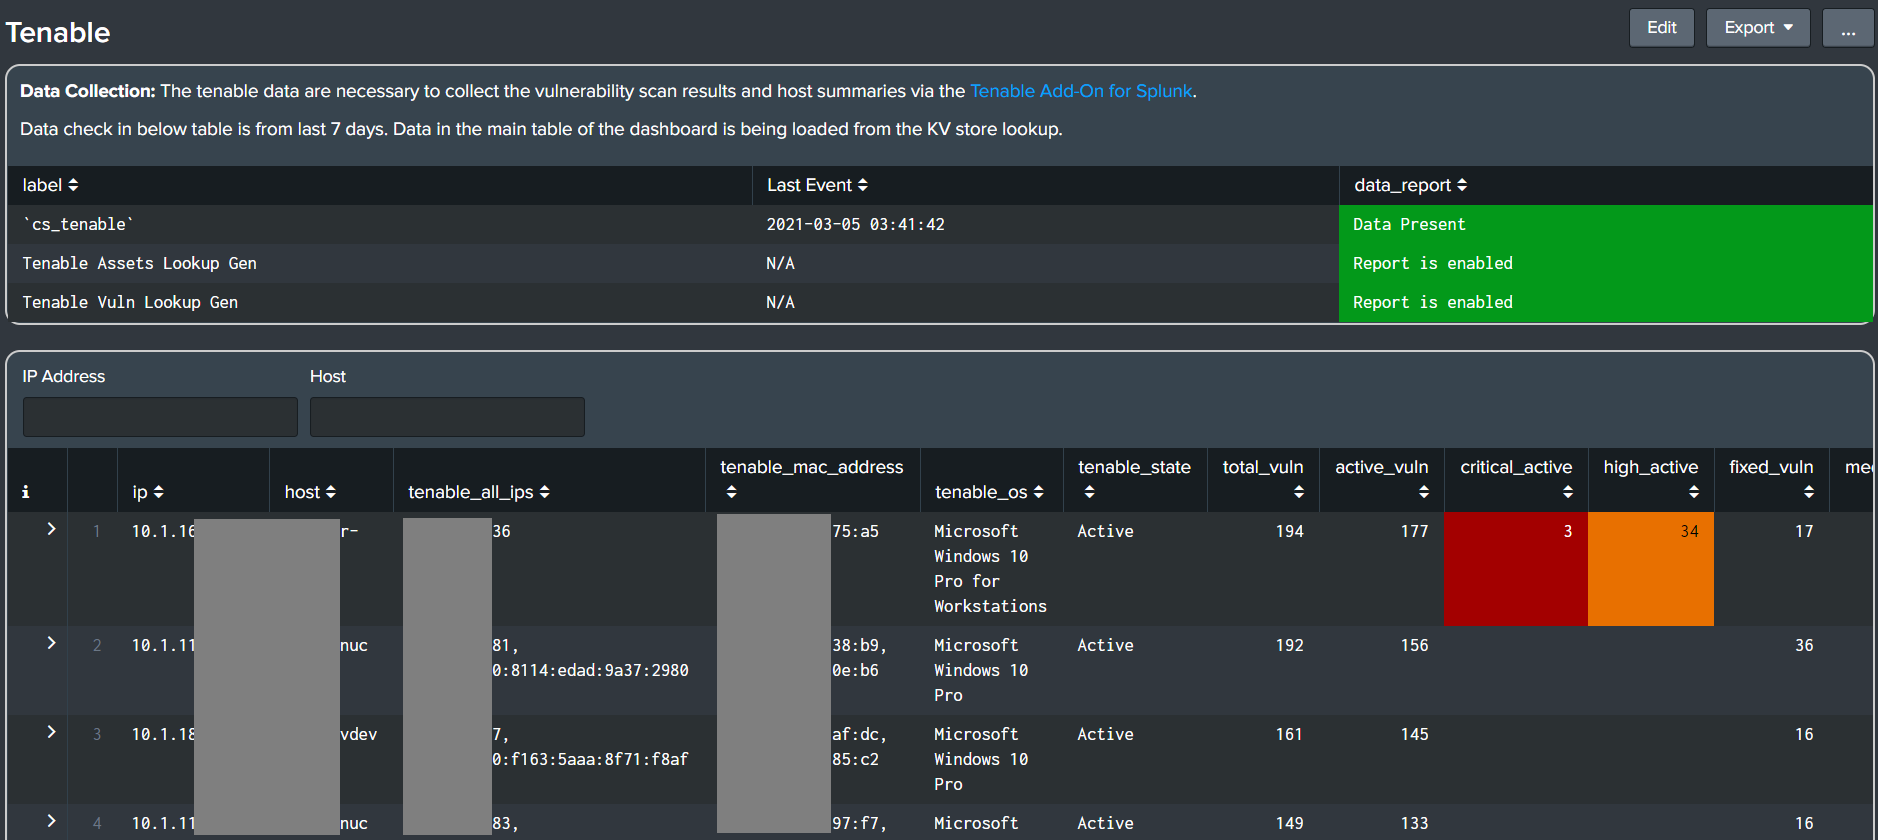 Tenable
Edit
Export
...
Data Collection: The tenable data are necessary to collect the vulnerability scan results and host summaries via the Tenable Add-On for Splunk.
Data check in below table is from last 7 days. Data in the main table of the dashboard is being loaded from the KV store lookup.
label Last Event data_report
`cs_tenable` 2021-03-05 03:41:42 Data Present
Tenable Assets Lookup Gen N/A Report is enabled
Tenable Vuln Lookup Gen N/A Report is enabled
IP Address Host
i ip host tenable_all_ips tenable_mac_address tenable_os tenable_state total_vuln active_vuln critical_active high_active fixed_vuln
1 10.1.16 r- 36 75:a5 Microsoft Active 194 177 3 34 17
Windows 10
Pro for
Workstations
2 10.1.11 nuc 81, 38:b9, Microsoft Active 192 156 36
0:8114:edad:9a37:2980 0e:b6 Windows 10
Pro
3 10.1.18 vdev 7, af:dc, Microsoft Active 161 145 16
0:f163:5aaa:8f71:f8af 85:c2 Windows 10
Pro
4 10.1.11 nuc 83, 97:f7, Microsoft Active 149 133 16